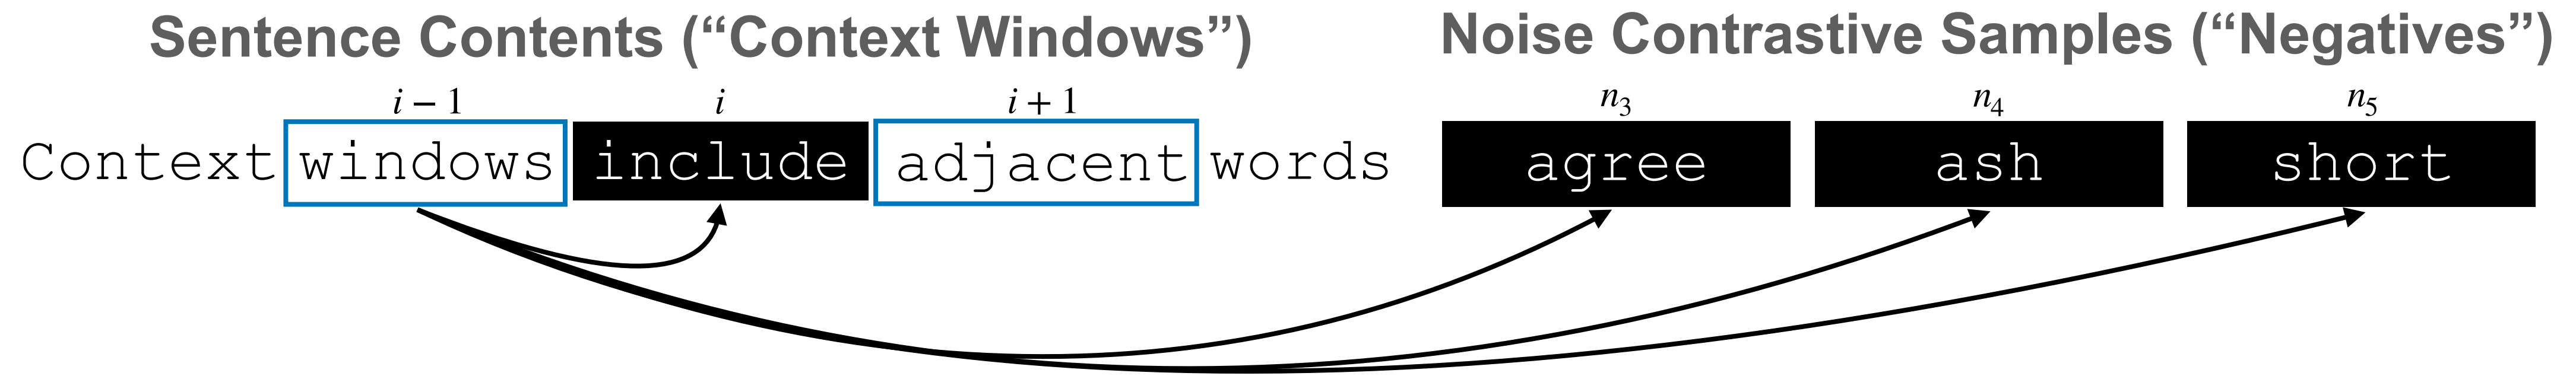 Sentence Contents (“Context Windows”) Noise Contrastive Samples (“Negatives”)
i − 1 i i + 1 n₃ n₄ n₅
Context windows include adjacent words agree ash short